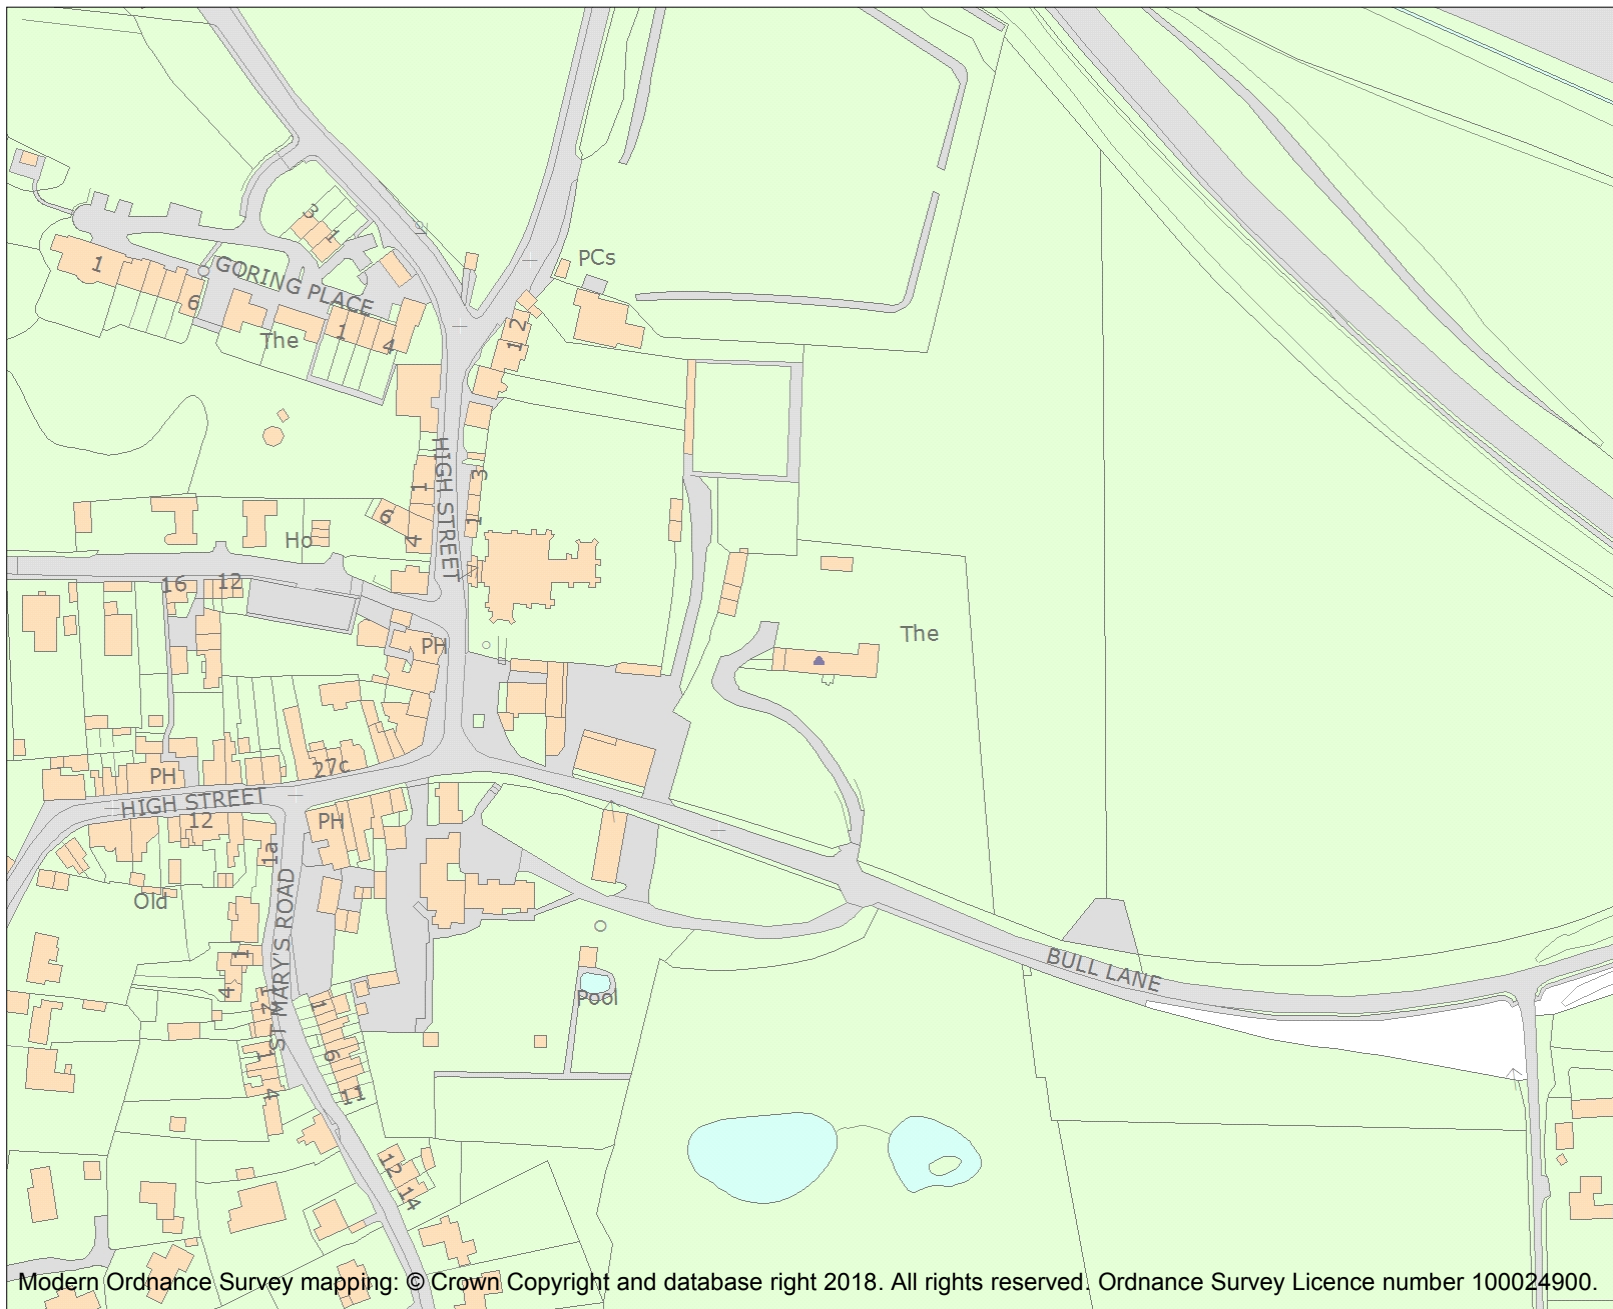 PCs
3
1
GORING PLACE
1
6
The
1
4
2
1
HIGH STREET
1
3
1
6
4
Ho
16
12
PH
The
27c
PH
HIGH STREET
12
PH
1a
Old
ST MARY'S ROAD
1
4
1
6
11
1
4
BULL LANE
Pool
12
14
Modern Ordnance Survey mapping: © Crown Copyright and database right 2018. All rights reserved. Ordnance Survey Licence number 100024900.